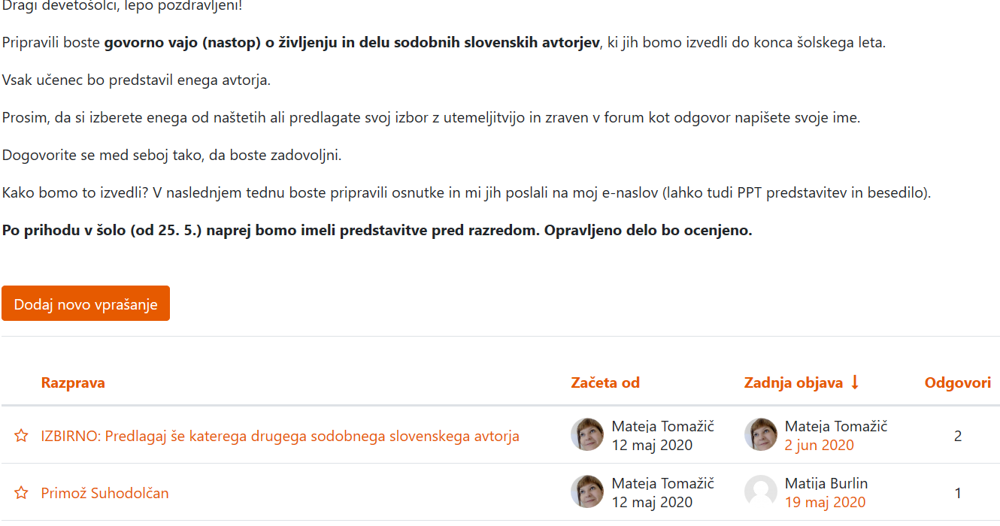 Dragi devetošolci, lepo pozdravljeni!
Pripravili boste govorno vajo (nastop) o življenju in delu sodobnih slovenskih avtorjev, ki jih bomo izvedli do konca šolskega leta.
Vsak učenec bo predstavil enega avtorja.
Prosim, da si izberete enega od naštetih ali predlagate svoj izbor z utemeljitvijo in zraven v forum kot odgovor napišete svoje ime.
Dogovorite se med seboj tako, da boste zadovoljni.
Kako bomo to izvedli? V naslednjem tednu boste pripravili osnutke in mi jih poslali na moj e-naslov (lahko tudi PPT predstavitev in besedilo).
Po prihodu v šolo (od 25. 5.) naprej bomo imeli predstavitve pred razredom. Opravljeno delo bo ocenjeno.
Dodaj novo vprašanje
Razprava Začeta od Zadnja objava ↓ Odgovori
IZBIRNO: Predlagaj še katerega drugega sodobnega slovenskega avtorja Mateja Tomažič Mateja Tomažič 2
12 maj 2020 2 jun 2020
Primož Suhodolčan Mateja Tomažič Matija Burlin 1
12 maj 2020 19 maj 2020